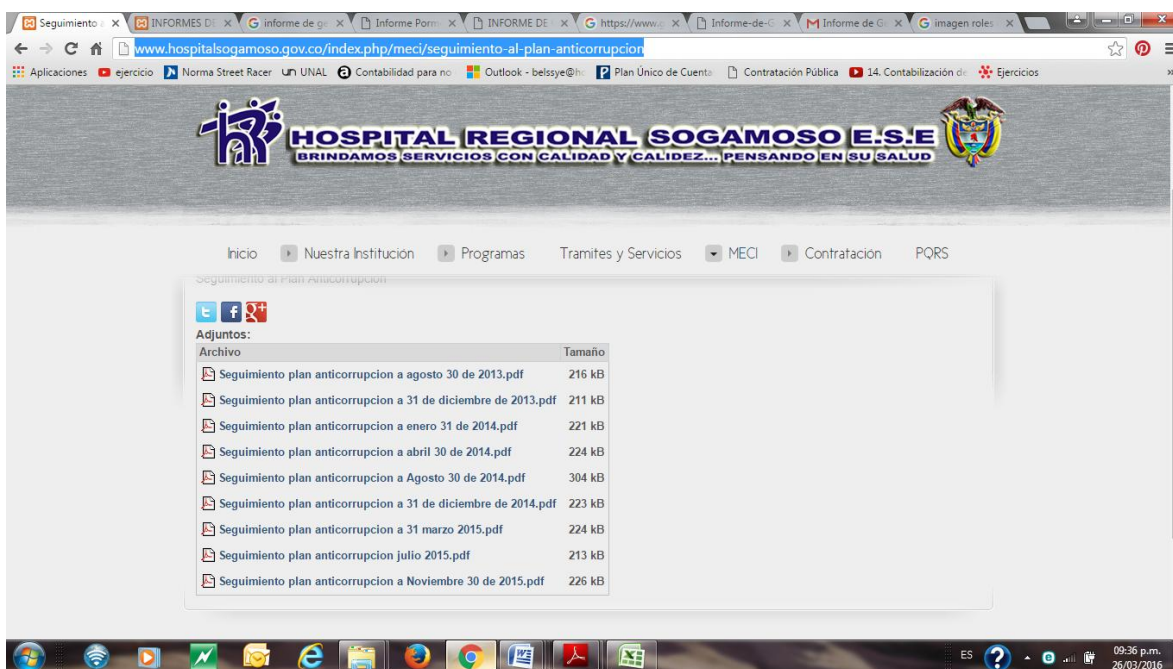 Seguimiento a
INFORMES DE
informe de ge
Informe Porm
INFORME DE
https://www.g
Informe-de-G
Informe de Ge
imagen roles
www.hospitalsogamoso.gov.co/index.php/meci/seguimiento-al-plan-anticorrupcion
Aplicaciones ejercicio Norma Street Racer UNAL Contabilidad para no Outlook - belssye@ho Plan Único de Cuenta Contratación Pública 14. Contabilización de Ejercicios
HOSPITAL REGIONAL SOGAMOSO E.S.E
BRINDAMOS SERVICIOS CON CALIDAD Y CALIDEZ... PENSANDO EN SU SALUD
Inicio Nuestra Institución Programas Tramites y Servicios MECI Contratación PQRS
Seguimiento al Plan Anticorrupcion
Adjuntos:
Archivo Tamaño
Seguimiento plan anticorrupcion a agosto 30 de 2013.pdf 216 kB
Seguimiento plan anticorrupcion a 31 de diciembre de 2013.pdf 211 kB
Seguimiento plan anticorrupcion a enero 31 de 2014.pdf 221 kB
Seguimiento plan anticorrupcion a abril 30 de 2014.pdf 224 kB
Seguimiento plan anticorrupcion a Agosto 30 de 2014.pdf 304 kB
Seguimiento plan anticorrupcion a 31 de diciembre de 2014.pdf 223 kB
Seguimiento plan anticorrupcion a 31 marzo 2015.pdf 224 kB
Seguimiento plan anticorrupcion julio 2015.pdf 213 kB
Seguimiento plan anticorrupcion a Noviembre 30 de 2015.pdf 226 kB
ES 09:36 p.m.
26/03/2016